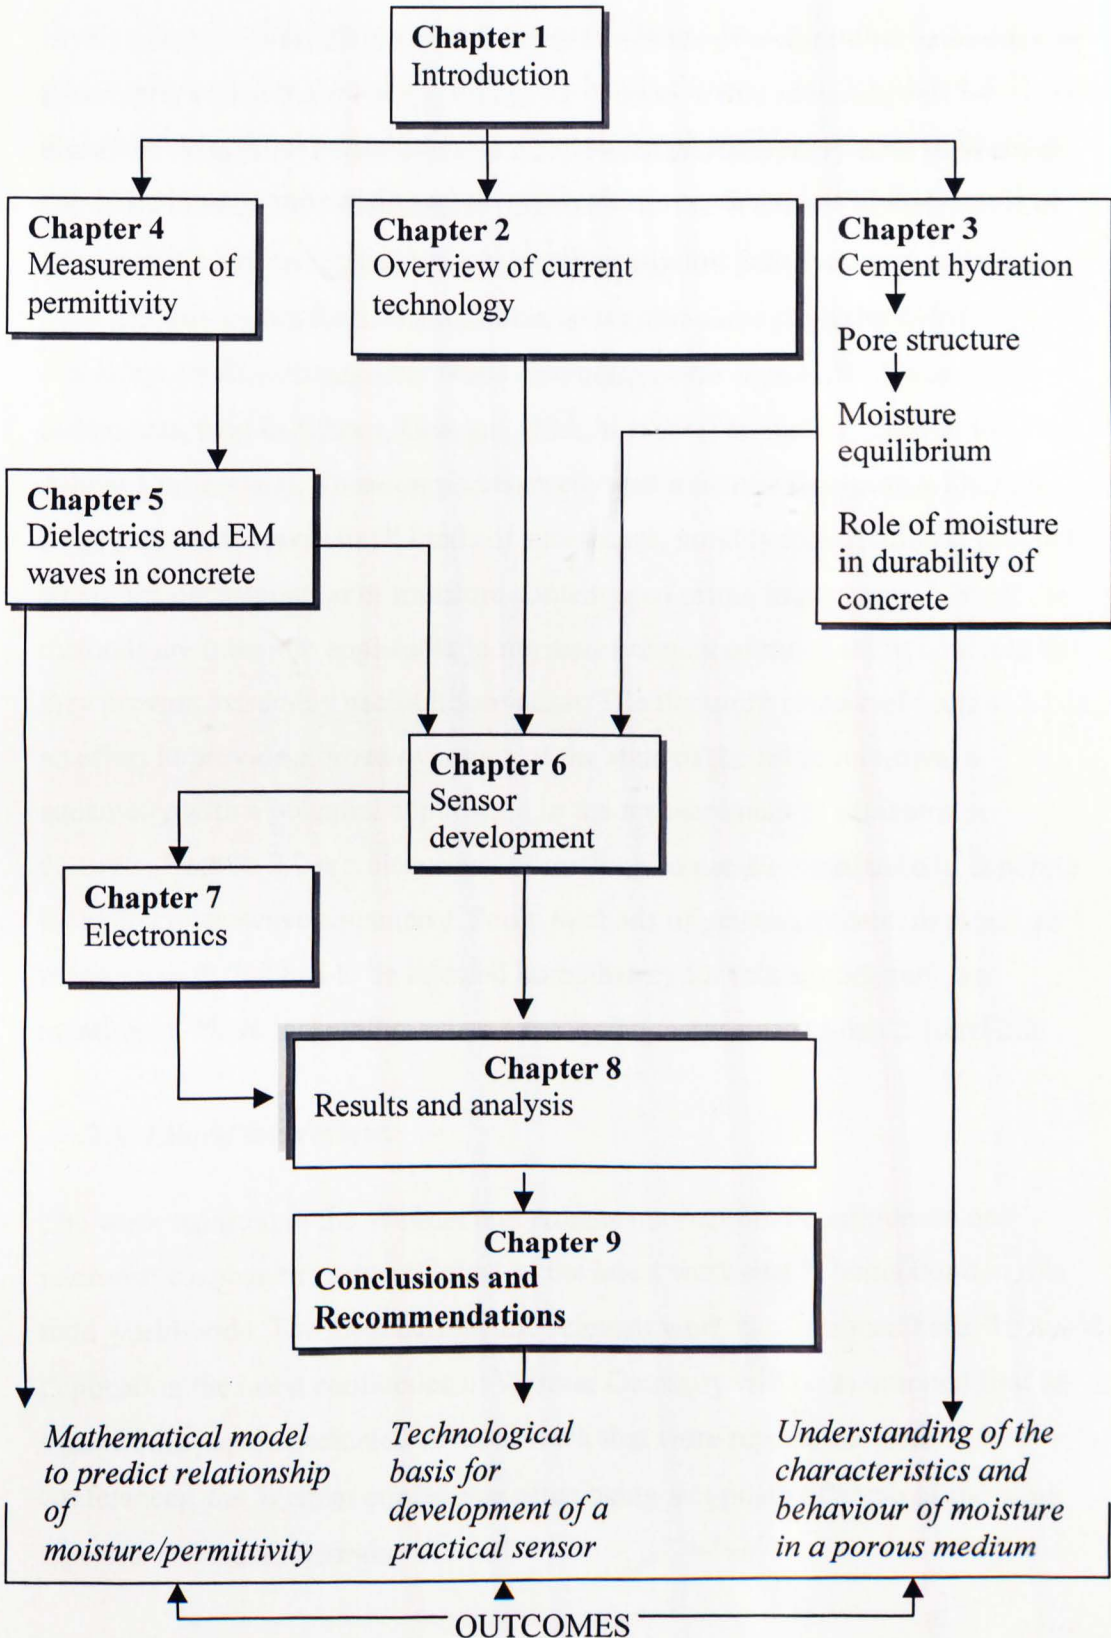 Chapter 1
Introduction
Chapter 4
Measurement of
permittivity
Chapter 2
Overview of current
technology
Chapter 3
Cement hydration
Pore structure
Moisture
equilibrium
Role of moisture
in durability of
concrete
Chapter 5
Dielectrics and EM
waves in concrete
Chapter 6
Sensor
development
Chapter 7
Electronics
Chapter 8
Results and analysis
Chapter 9
Conclusions and
Recommendations
Mathematical model
to predict relationship
of
moisture/permittivity
Technological
basis for
development of a
practical sensor
Understanding of the
characteristics and
behaviour of moisture
in a porous medium
OUTCOMES